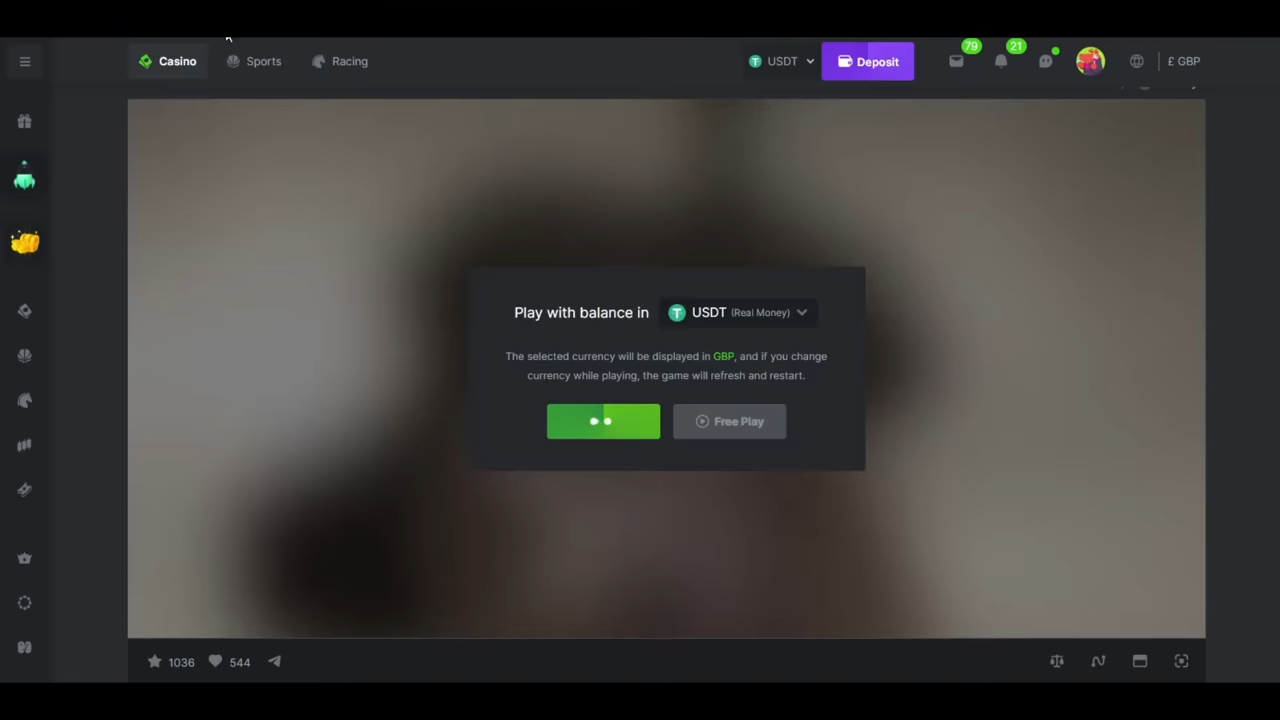 Casino
Sports
Racing
USDT
Deposit
79
21
£ GBP
Play with balance in
USDT (Real Money)
The selected currency will be displayed in GBP, and if you change
currency while playing, the game will refresh and restart.
Free Play
1036
544